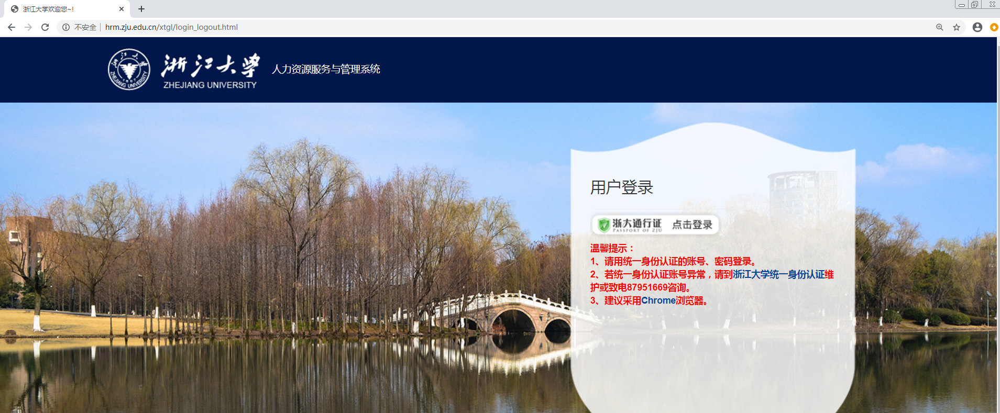 浙江大学欢迎您~!
不安全 hrm.zju.edu.cn/xtgl/login_logout.html
浙江大学
ZHEJIANG UNIVERSITY
人力资源服务与管理系统
用户登录
浙大通行证 点击登录
PASSPORT OF ZJU
温馨提示：
1、请用统一身份认证的账号、密码登录。
2、若统一身份认证账号异常，请到浙江大学统一身份认证维
护或致电87951669咨询。
3、建议采用Chrome浏览器。